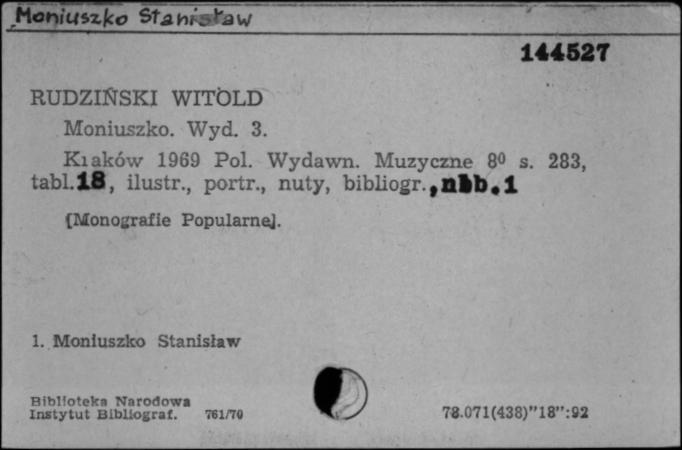 Moniuszko Stanisław
144527
RUDZIŃSKI WITOLD
Moniuszko. Wyd. 3.
Kraków 1969 Pol. Wydawn. Muzyczne 8⁰ s. 283,
tabl.18, ilustr., portr., nuty, bibliogr.,nbb.1
[Monografie Popularne].
1. Moniuszko Stanisław
Biblioteka Narodowa
Instytut Bibliograf. 761/70
78.071(438)"18":92